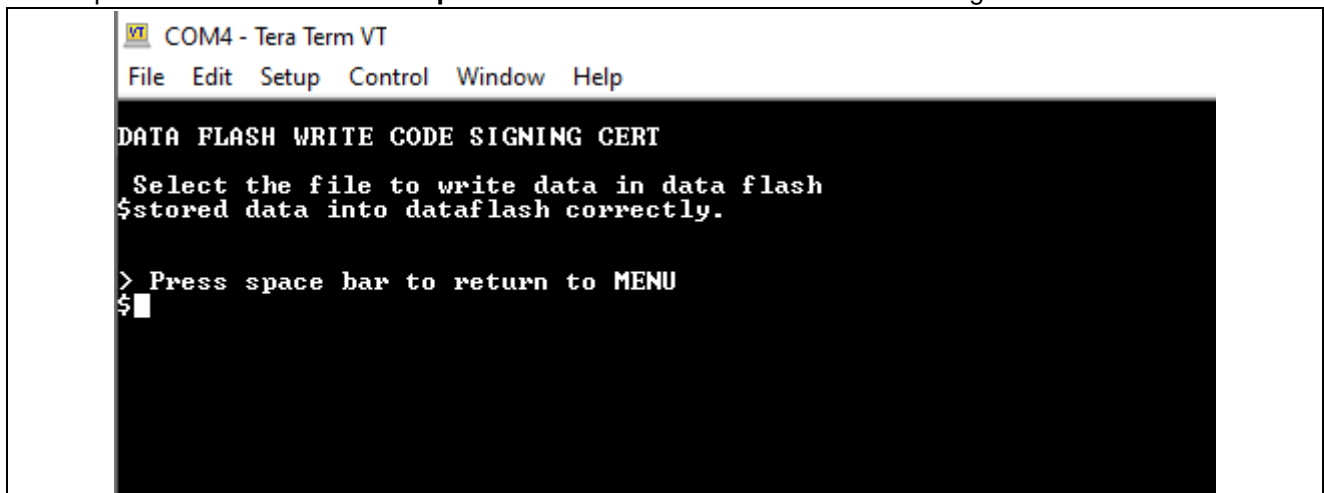 COM4 - Tera Term VT
File Edit Setup Control Window Help
DATA FLASH WRITE CODE SIGNING CERT
Select the file to write data in data flash
$stored data into dataflash correctly.
> Press space bar to return to MENU
$